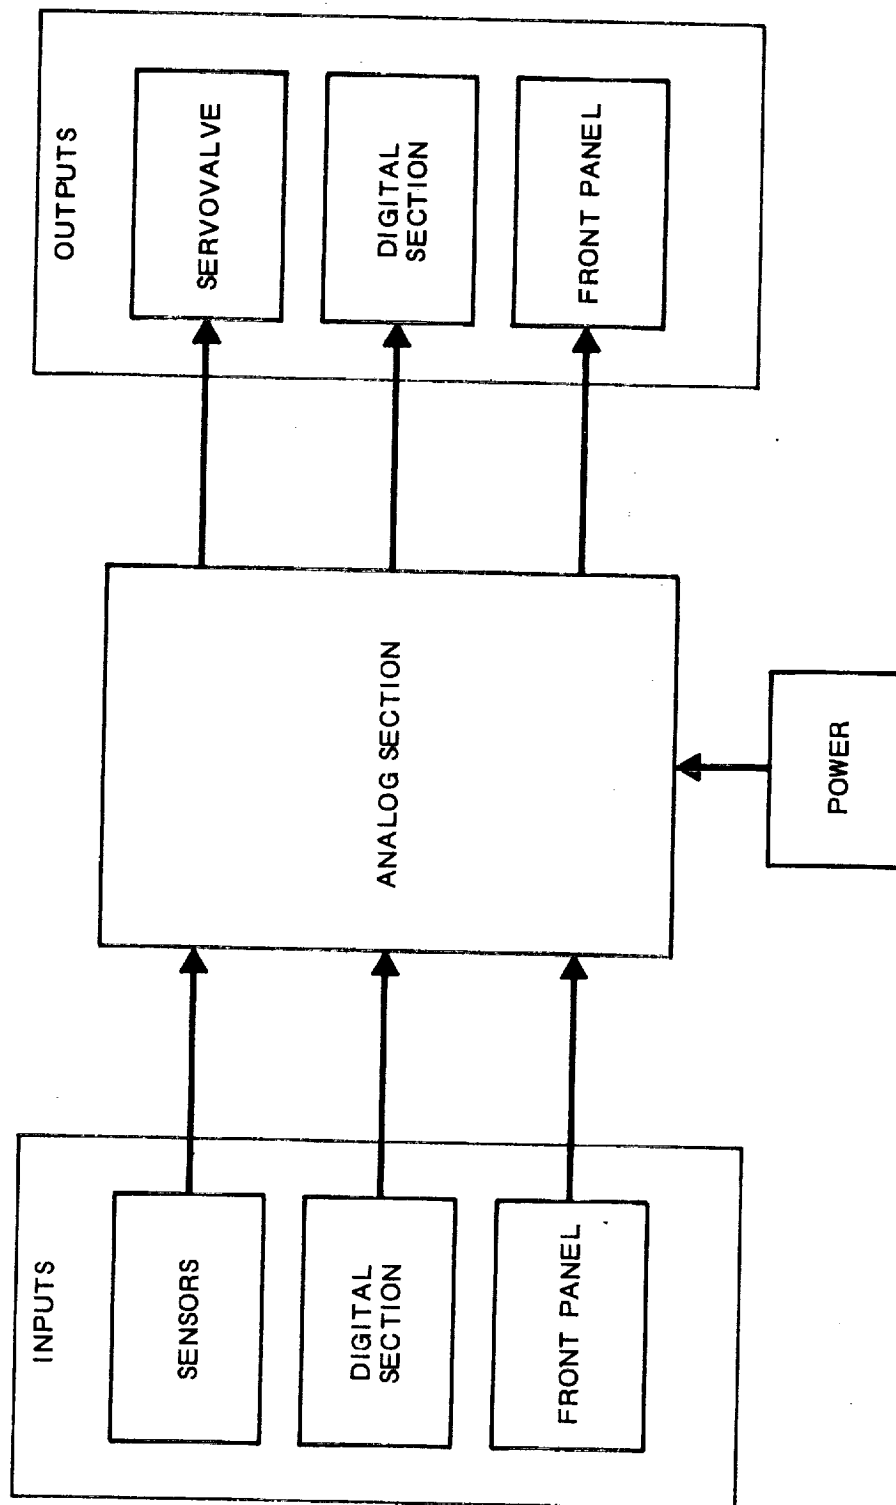 INPUTS
SENSORS
DIGITAL
SECTION
FRONT PANEL
ANALOG SECTION
POWER
OUTPUTS
SERVOVALVE
DIGITAL
SECTION
FRONT PANEL